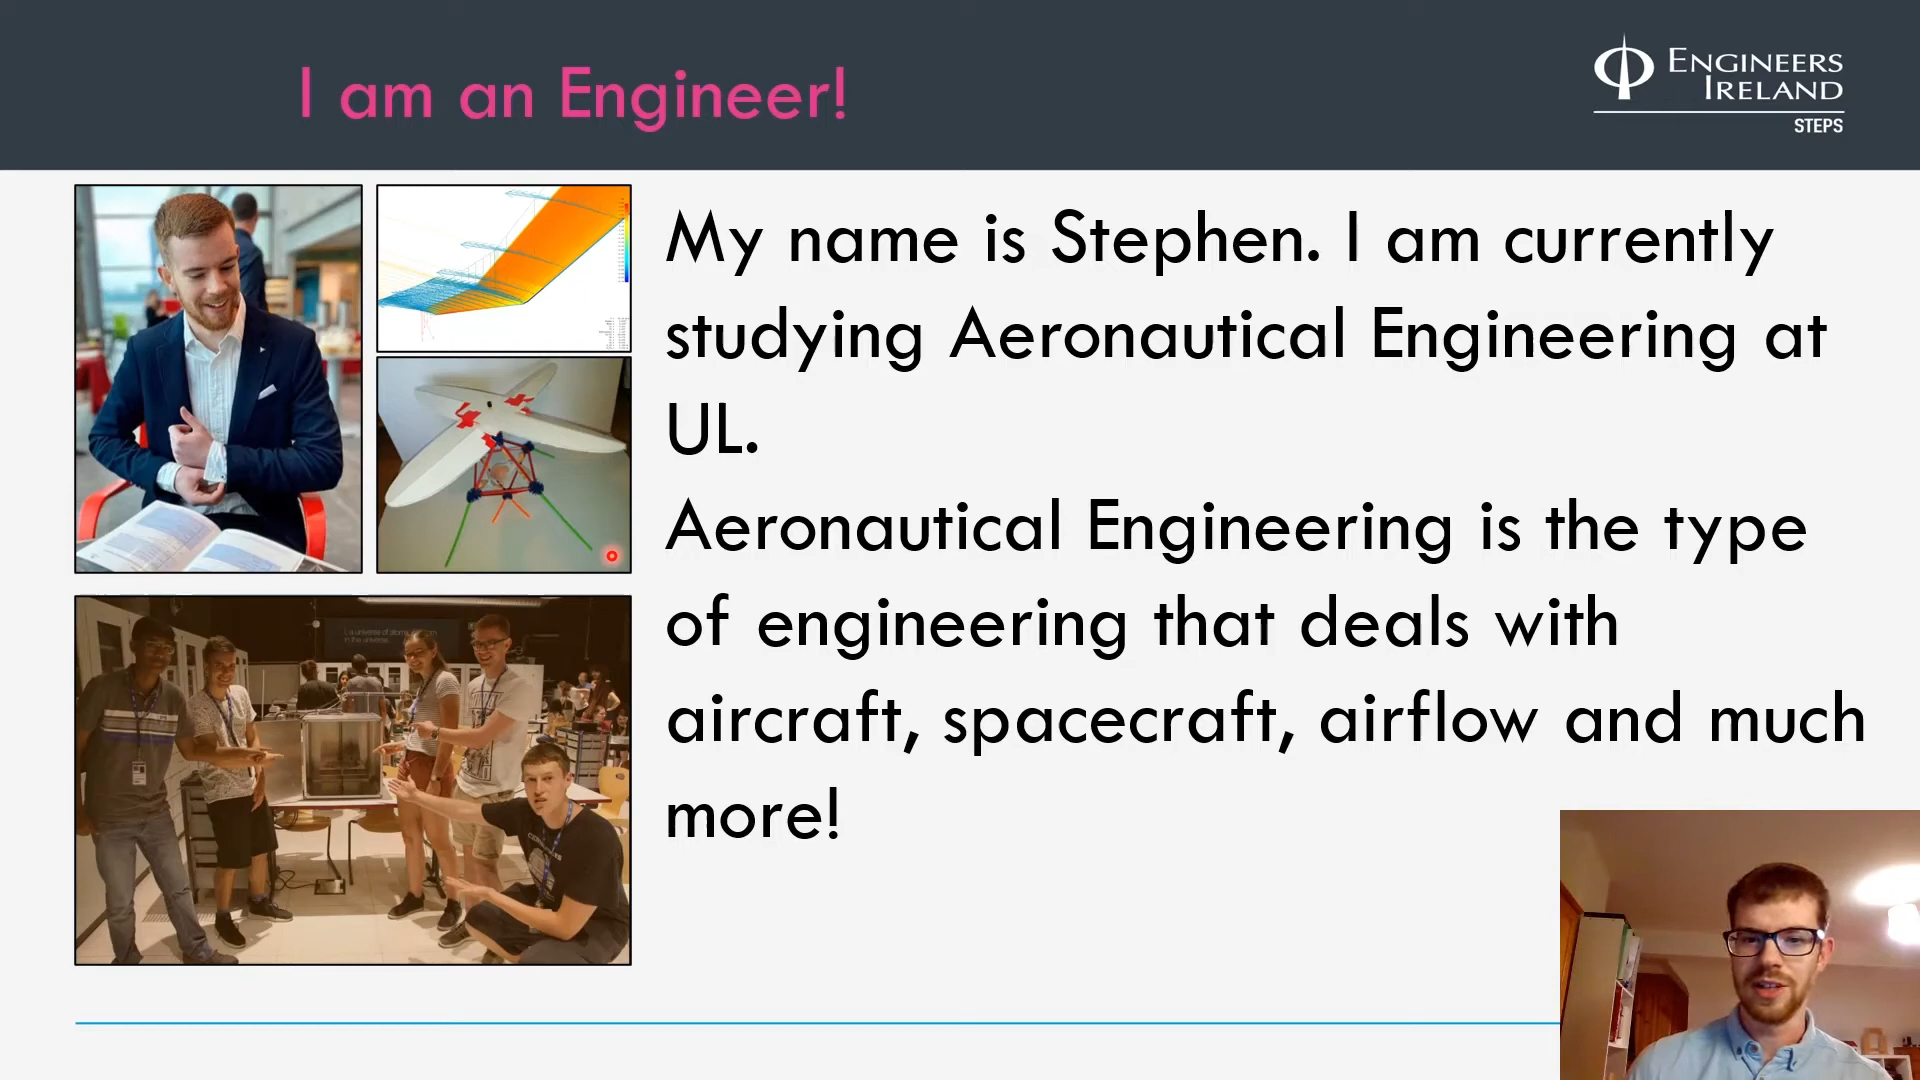 I am an Engineer!
ENGINEERS
IRELAND
STEPS
My name is Stephen. I am currently
studying Aeronautical Engineering at
UL.
Aeronautical Engineering is the type
of engineering that deals with
aircraft, spacecraft, airflow and much
more!